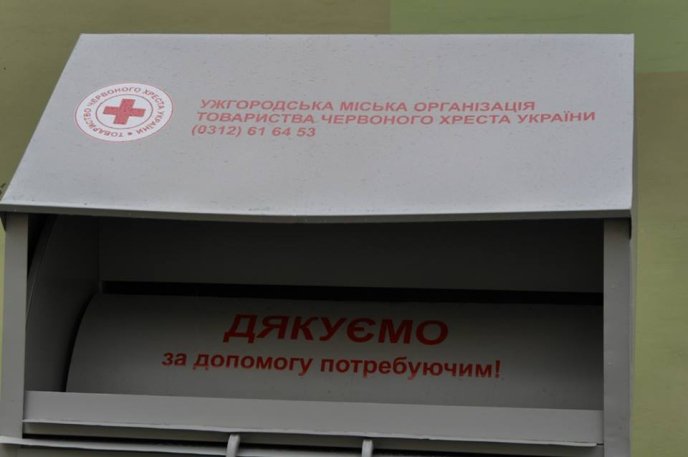 ТОВАРИСТВО ЧЕРВОНОГО ХРЕСТА УКРАЇНИ
УЖГОРОДСЬКА МІСЬКА ОРГАНІЗАЦІЯ
ТОВАРИСТВА ЧЕРВОНОГО ХРЕСТА УКРАЇНИ
(0312) 61 64 53
ДЯКУЄМО
за допомогу потребуючим!